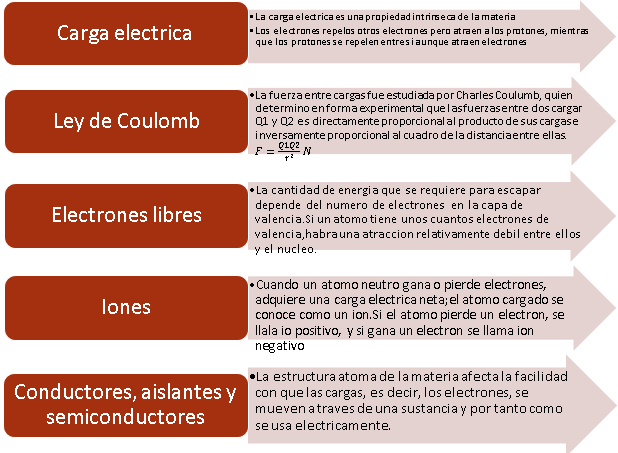 Carga electrica
•La carga electrica es una propiedad intrinseca de la materia
•Los electrones repelos otros electrones pero atraen a los protones, mientras
que los protones se repelen entre si aunque atraen electrones
Ley de Coulomb
•La fuerza entre cargas fue estudiada por Charles Coulumb, quien
determino en forma experimental que las fuerzas entre dos cargar
Q1 y Q2 es directamente proporcional al producto de sus cargas e
inversamente proporcional al cuadro de la distancia entre ellas.
F = Q1Q2/r² N
Electrones libres
•La cantidad de energia que se requiere para escapar
depende del numero de electrones en la capa de
valencia.Si un atomo tiene unos cuantos electrones de
valencia,habra una atraccion relativamente debil entre ellos
y el nucleo.
Iones
•Cuando un atomo neutro gana o pierde electrones,
adquiere una carga electrica neta;el atomo cargado se
conoce como un ion.Si el atomo pierde un electron, se
llala io positivo, y si gana un electron se llama ion
negativo
Conductores, aislantes y
semiconductores
•La estructura atoma de la materia afecta la facilidad
con que las cargas, es decir, los electrones, se
mueven a traves de una sustancia y por tanto como
se usa electricamente.